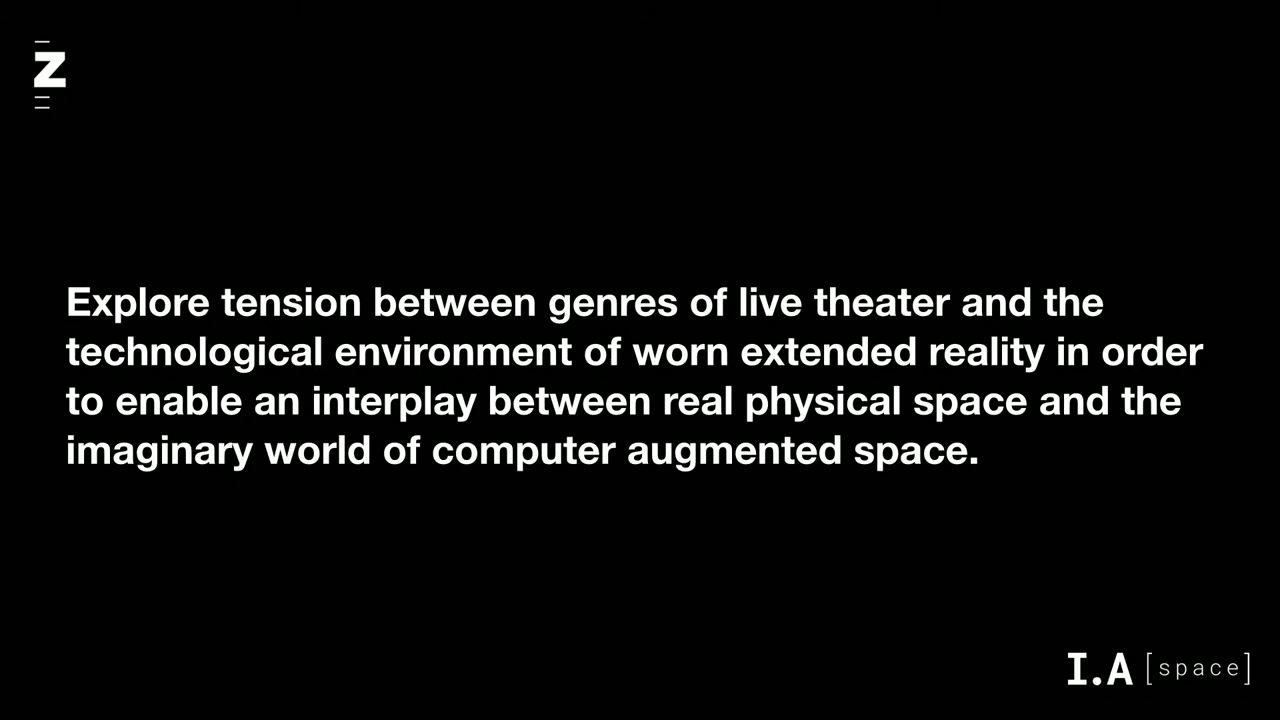 Z
Explore tension between genres of live theater and the
technological environment of worn extended reality in order
to enable an interplay between real physical space and the
imaginary world of computer augmented space.
I.A [space]